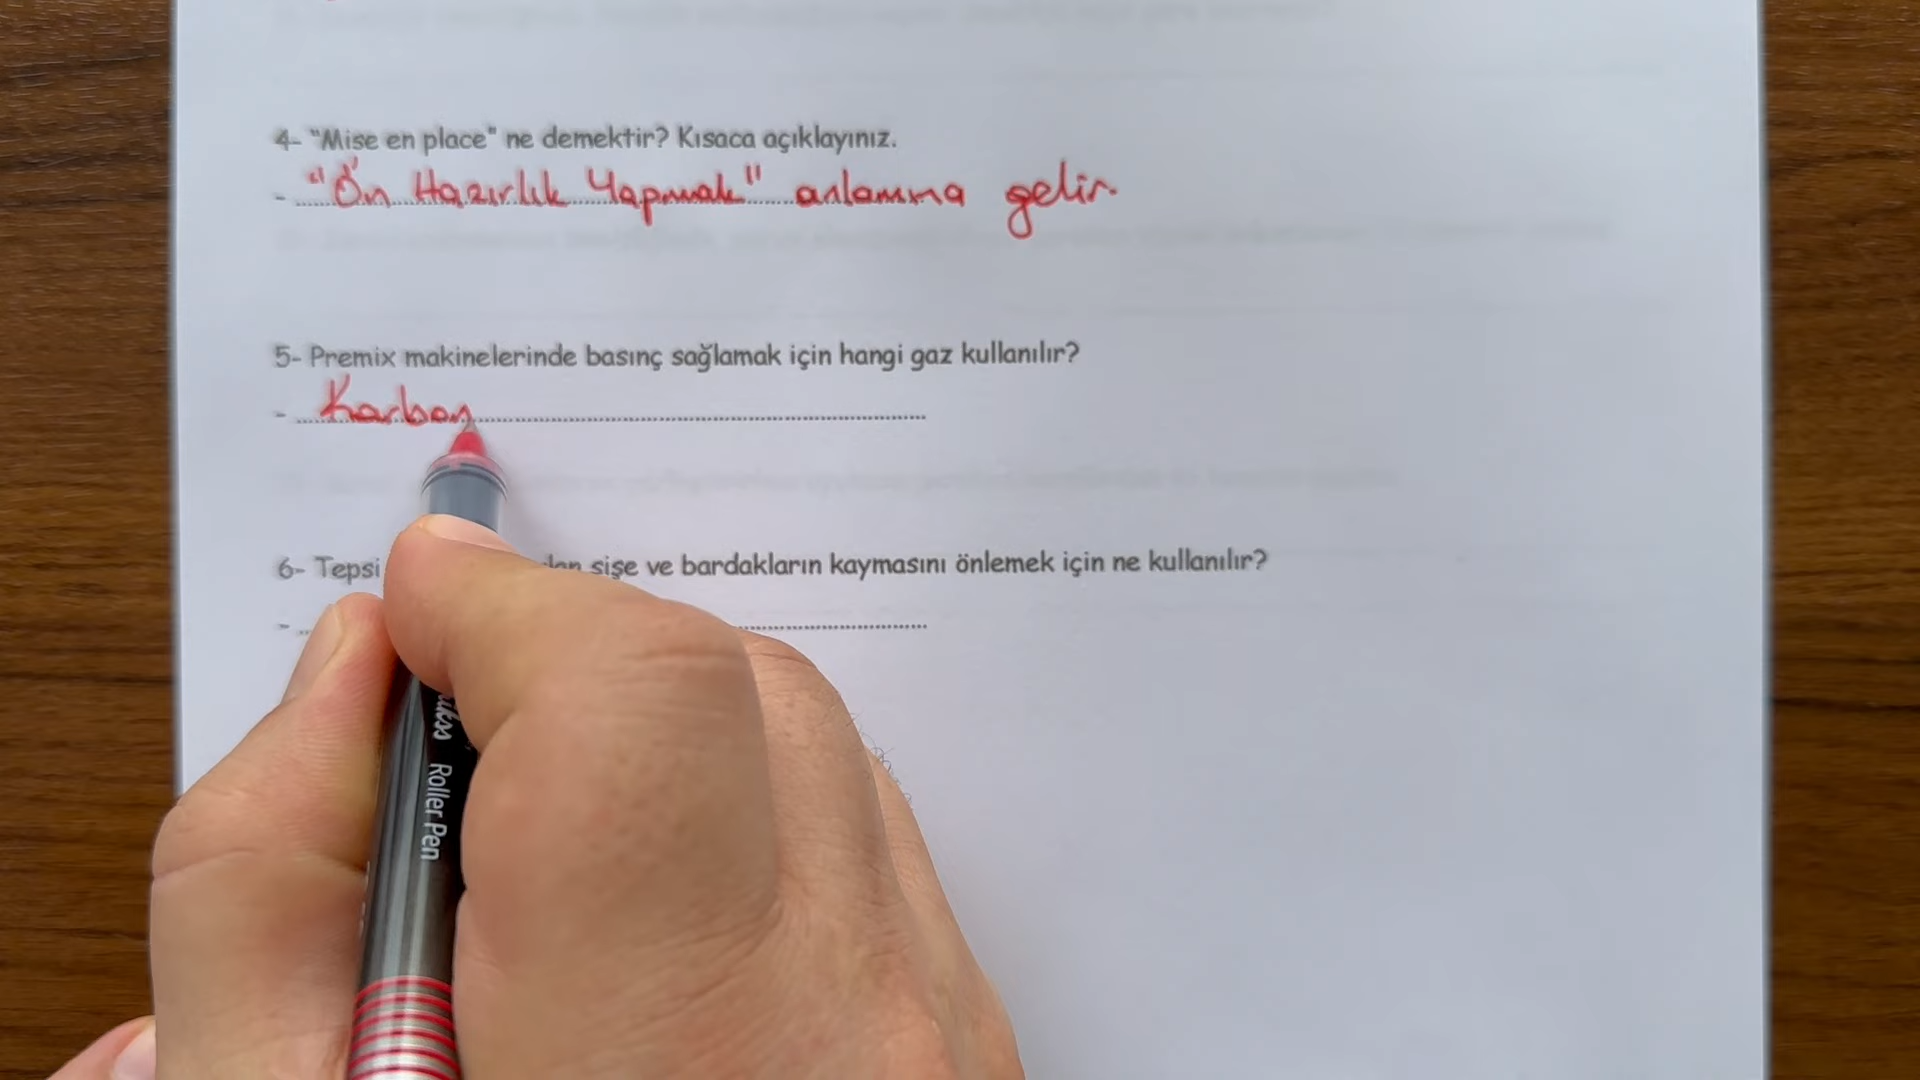 4- "Mise en place" ne demektir? Kısaca açıklayınız.
- "Ön Hazırlık Yapmak" anlamına gelir.
5- Premix makinelerinde basınç sağlamak için hangi gaz kullanılır?
- Karbon
6- Tepsi şişe ve bardakların kaymasını önlemek için ne kullanılır?
-
Roller Pen